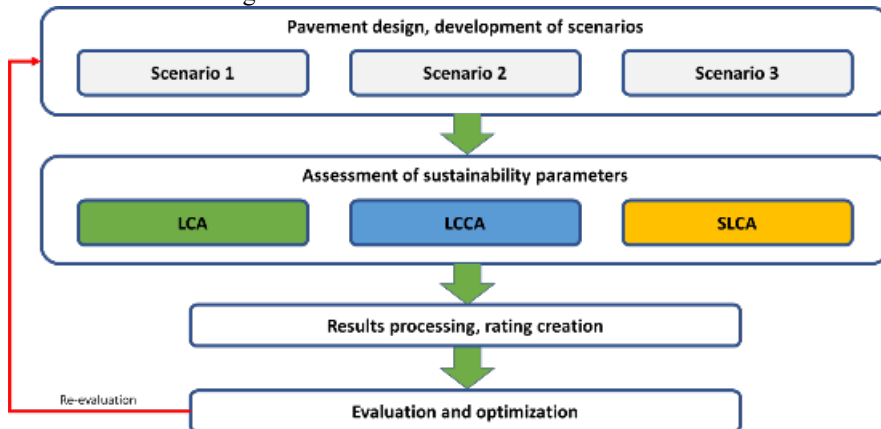 Pavement design, development of scenarios
Scenario 1
Scenario 2
Scenario 3
Assessment of sustainability parameters
LCA
LCCA
SLCA
Results processing, rating creation
Re-evaluation
Evaluation and optimization